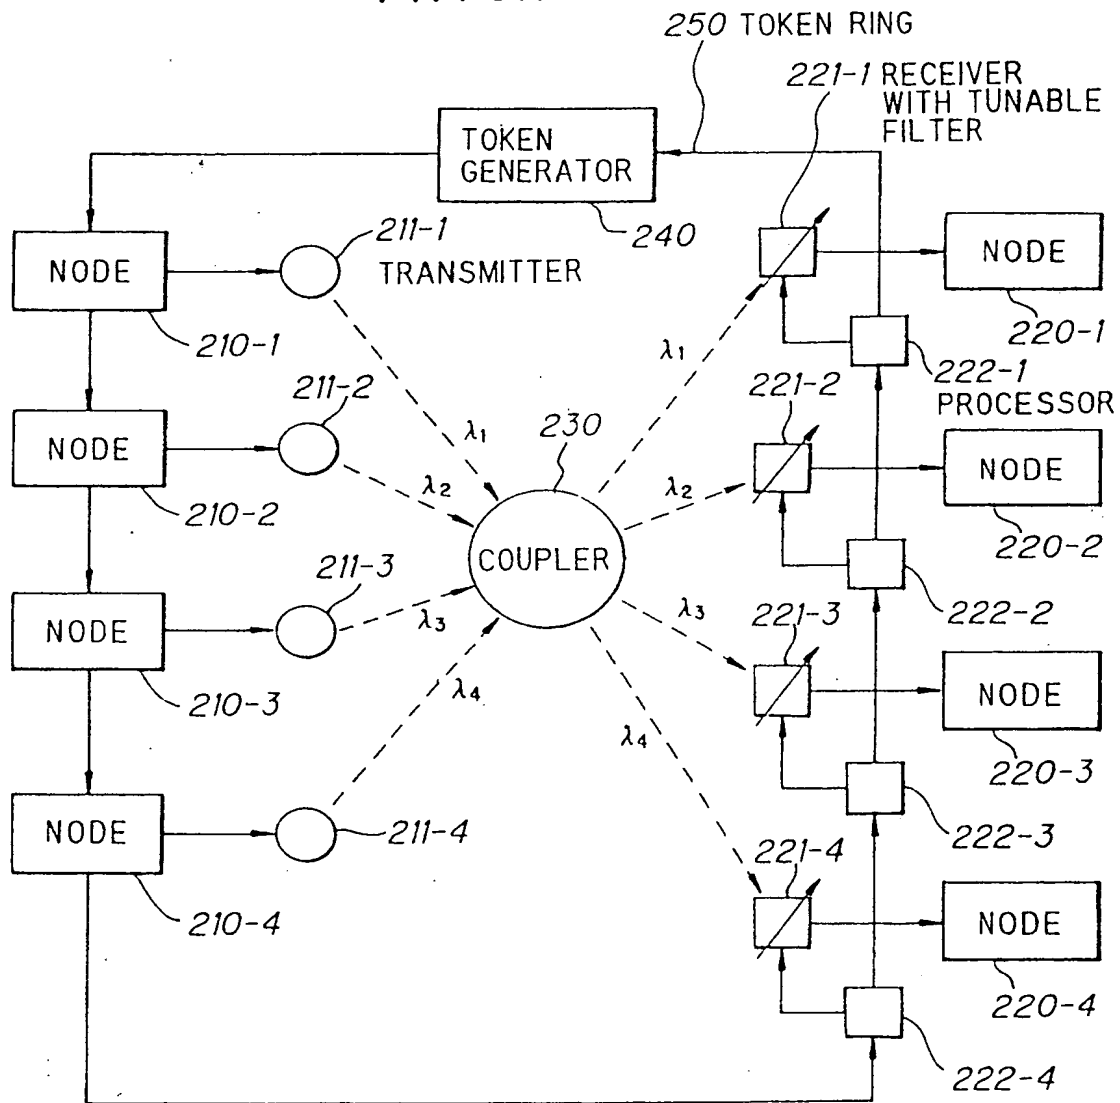 250 TOKEN RING
221-1 RECEIVER
WITH TUNABLE
FILTER
TOKEN
GENERATOR
240
NODE
210-1
211-1
TRANSMITTER
NODE
220-1
λ1
λ1
222-1
PROCESSOR
NODE
210-2
211-2
λ2
230
COUPLER
λ2
221-2
NODE
220-2
222-2
NODE
210-3
211-3
λ3
λ3
221-3
NODE
220-3
222-3
NODE
210-4
211-4
λ4
λ4
221-4
NODE
220-4
222-4